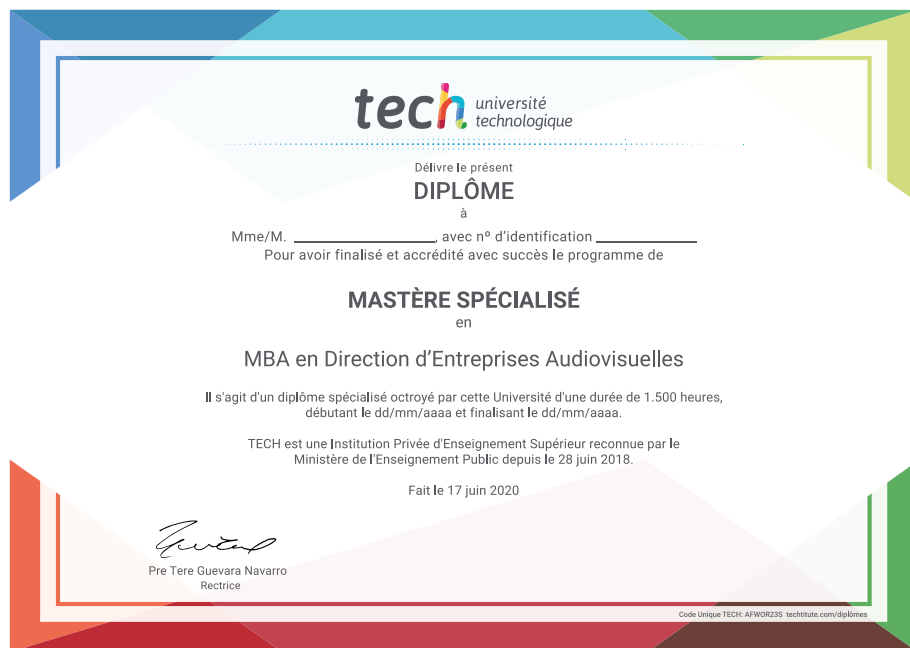 tech université
technologique
Délivre le présent
DIPLÔME
à
Mme/M. ____________, avec nº d'identification ____________
Pour avoir finalisé et accrédité avec succès le programme de
MASTÈRE SPÉCIALISÉ
en
MBA en Direction d'Entreprises Audiovisuelles
Il s'agit d'un diplôme spécialisé octroyé par cette Université d'une durée de 1.500 heures,
débutant le dd/mm/aaaa et finalisant le dd/mm/aaaa.
TECH est une Institution Privée d'Enseignement Supérieur reconnue par le
Ministère de l'Enseignement Public depuis le 28 juin 2018.
Fait le 17 juin 2020
Pre Tere Guevara Navarro
Rectrice
Code Unique TECH: AFWOR23S techtitute.com/diplômes